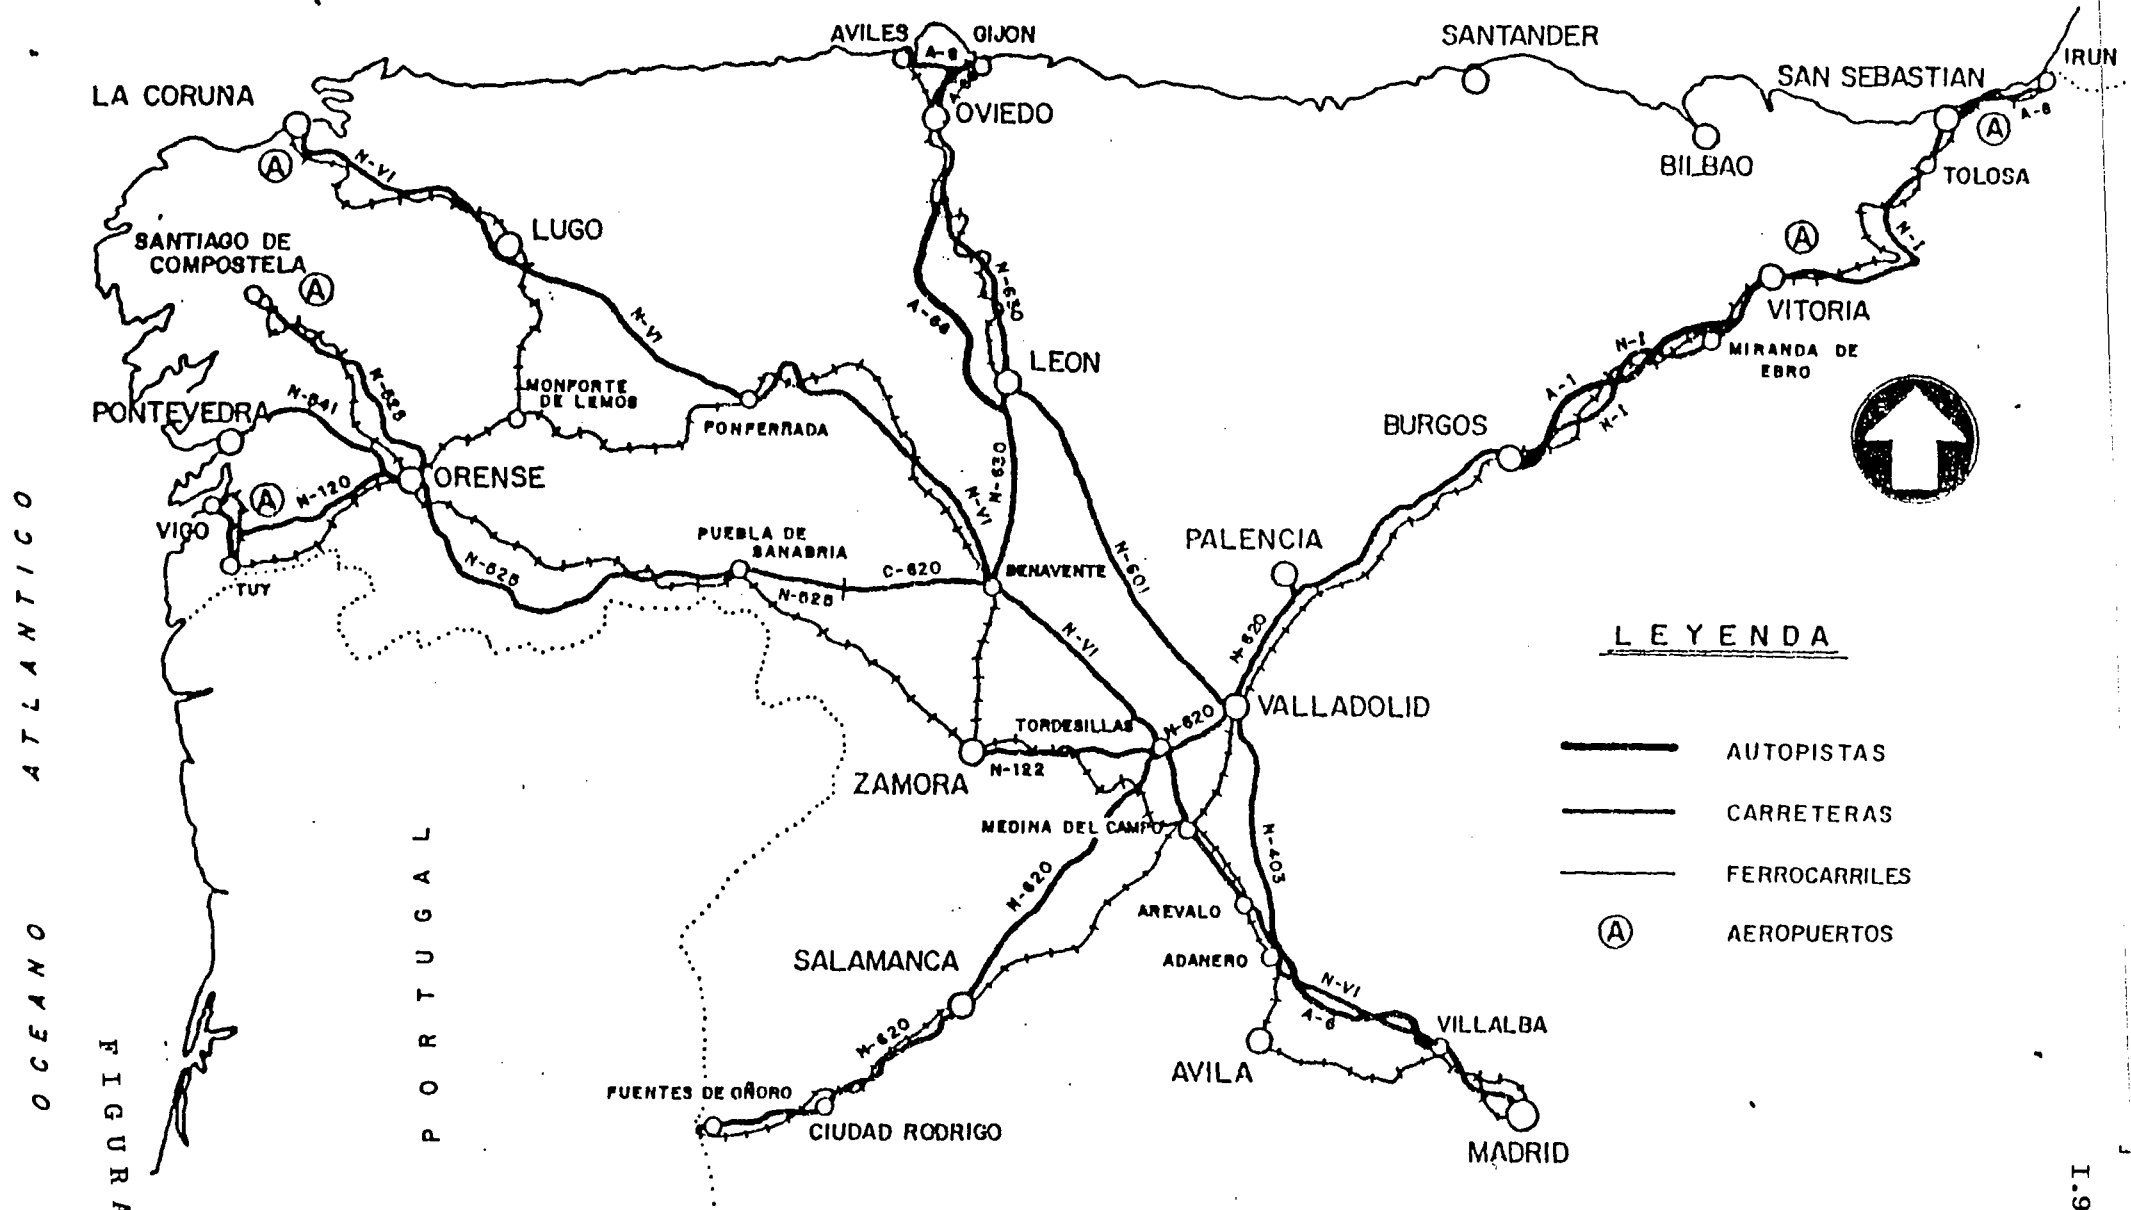 AVILES
A-8
GIJON
SANTANDER
IRUN
LA CORUNA
SAN SEBASTIAN
A-8
OVIEDO
A
A
N-VI
BILBAO
TOLOSA
LUGO
SANTIAGO DE
COMPOSTELA
A
A
N-I
N-630
A-66
VITORIA
N-VI
N-I
MIRANDA DE
EBRO
LEON
MONFORTE
DE LEMOS
A-1
N-I
N-525
N-541
PONTEVEDRA
PONFERRADA
BURGOS
ORENSE
N-630
N-VI
N-120
A
VIGO
TUY
N-525
PUEBLA DE
SANABRIA
C-620
N-525
BENAVENTE
N-601
PALENCIA
N-620
N-VI
LEYENDA
VALLADOLID
TORDESILLAS
N-620
N-122
ZAMORA
AUTOPISTAS
CARRETERAS
FERROCARRILES
A
AEROPUERTOS
MEDINA DEL CAMPO
N-403
N-620
AREVALO
ADANERO
SALAMANCA
N-VI
A-6
VILLALBA
N-620
AVILA
FUENTES DE OÑORO
CIUDAD RODRIGO
MADRID
OCEANO ATLANTICO
PORTUGAL
FIGURA
I.9